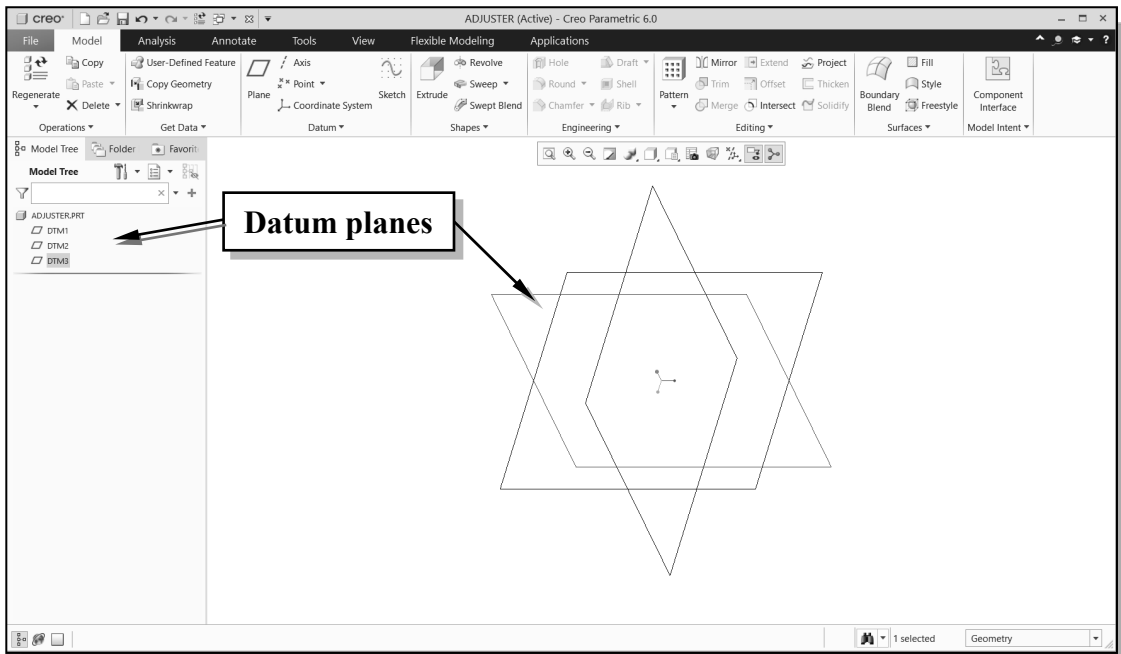 creo® ADJUSTER (Active) - Creo Parametric 6.0
File Model Analysis Annotate Tools View Flexible Modeling Applications
Regenerate Copy Paste Delete
User-Defined Feature Copy Geometry Shrinkwrap
Plane Axis Point Coordinate System Sketch
Extrude Revolve Sweep Swept Blend
Hole Draft Round Shell Chamfer Rib
Pattern Mirror Extend Project Trim Offset Thicken Merge Intersect Solidify
Boundary Blend Fill Style Freestyle
Component Interface
Operations Get Data Datum Shapes Engineering Editing Surfaces Model Intent
Model Tree Folder Favorit
Model Tree
ADJUSTER.PRT
DTM1
DTM2
DTM3
Datum planes
1 selected Geometry